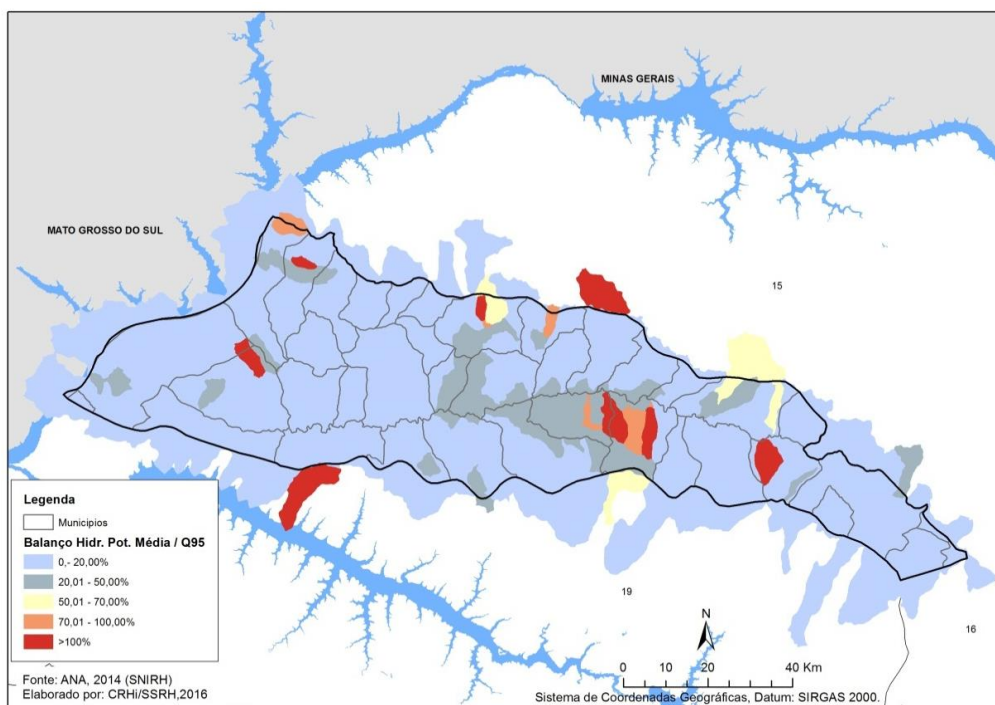 MINAS GERAIS
MATO GROSSO DO SUL
15
19
16
Legenda
Municipios
Balanço Hidr. Pot. Média / Q95
0,- 20,00%
20,01 - 50,00%
50,01 - 70,00%
70,01 - 100,00%
>100%
N
0 10 20 40 Km
Fonte: ANA, 2014 (SNIRH)
Elaborado por: CRHi/SSRH,2016
Sistema de Coordenadas Geográficas, Datum: SIRGAS 2000.